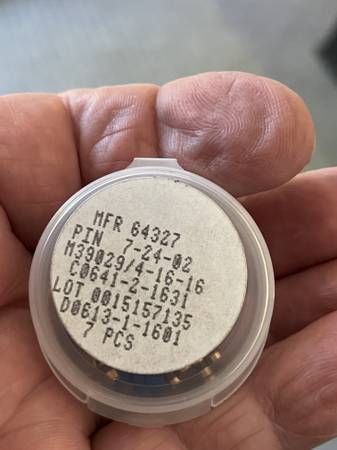 MFR 64327
PIN 7-24-02
M39029/4-16-16
C0641-2-1631
LOT 0015157135
D0613-1-1601
7 PCS